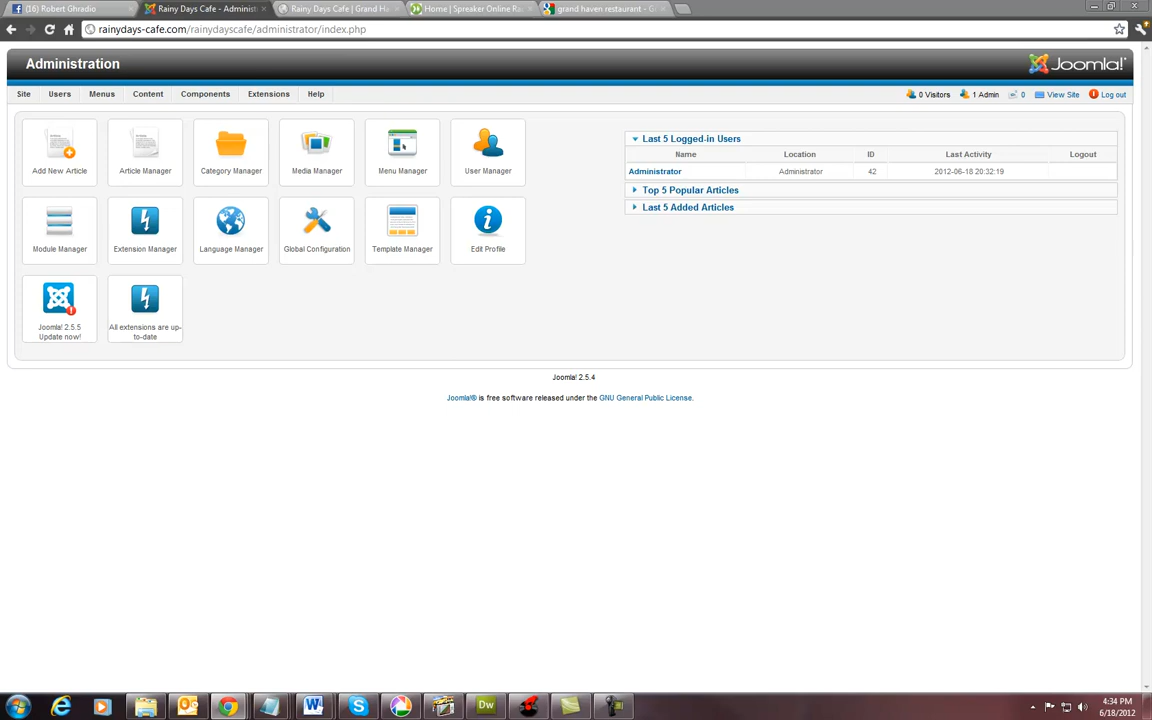 (16) Robert Ghradio
Rainy Days Cafe - Administ
Rainy Days Cafe | Grand H
Home | Spreaker Online Ra
grand haven restaurant - G
rainydays-cafe.com/rainydayscafe/administrator/index.php
Administration
Joomla!
Site Users Menus Content Components Extensions Help
0 Visitors 1 Admin 0 View Site Log out
Add New Article
Article Manager
Category Manager
Media Manager
Menu Manager
User Manager
Module Manager
Extension Manager
Language Manager
Global Configuration
Template Manager
Edit Profile
Joomla! 2.5.5
Update now!
All extensions are up-
to-date
Last 5 Logged-in Users
Name Location ID Last Activity Logout
Administrator Administrator 42 2012-06-18 20:32:19
Top 5 Popular Articles
Last 5 Added Articles
Joomla! 2.5.4
Joomla!® is free software released under the GNU General Public License.
Dw
4:34 PM
6/18/2012